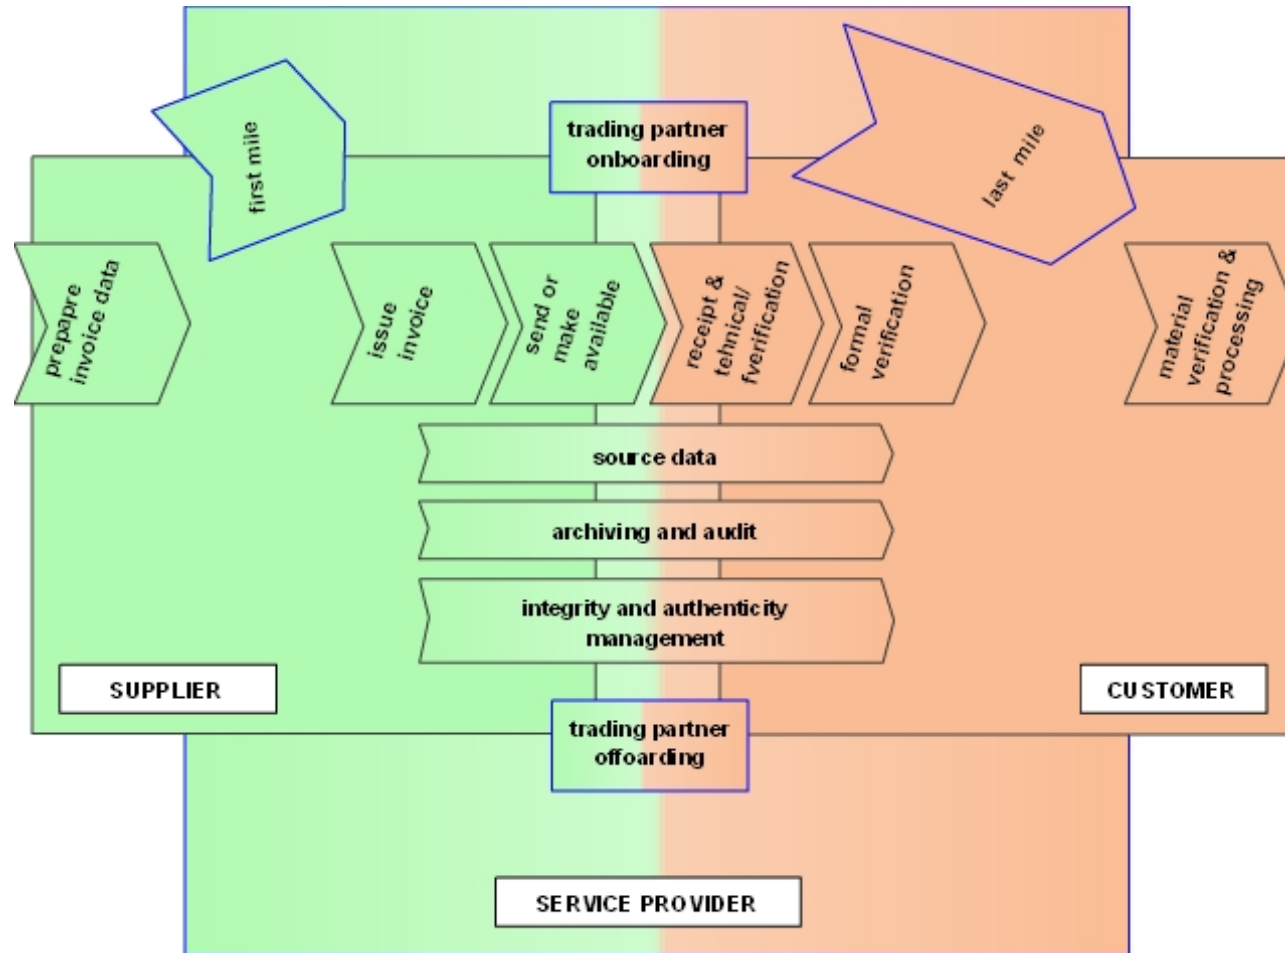 trading partner
onboarding
first mile
last mile
prepapre
invoice data
issue
invoice
send or
make
available
receipt &
tehnical/
fverification
formal
verification
material
verification &
processing
source data
archiving and audit
integrity and authenticity
management
SUPPLIER
CUSTOMER
trading partner
offoarding
SERVICE PROVIDER